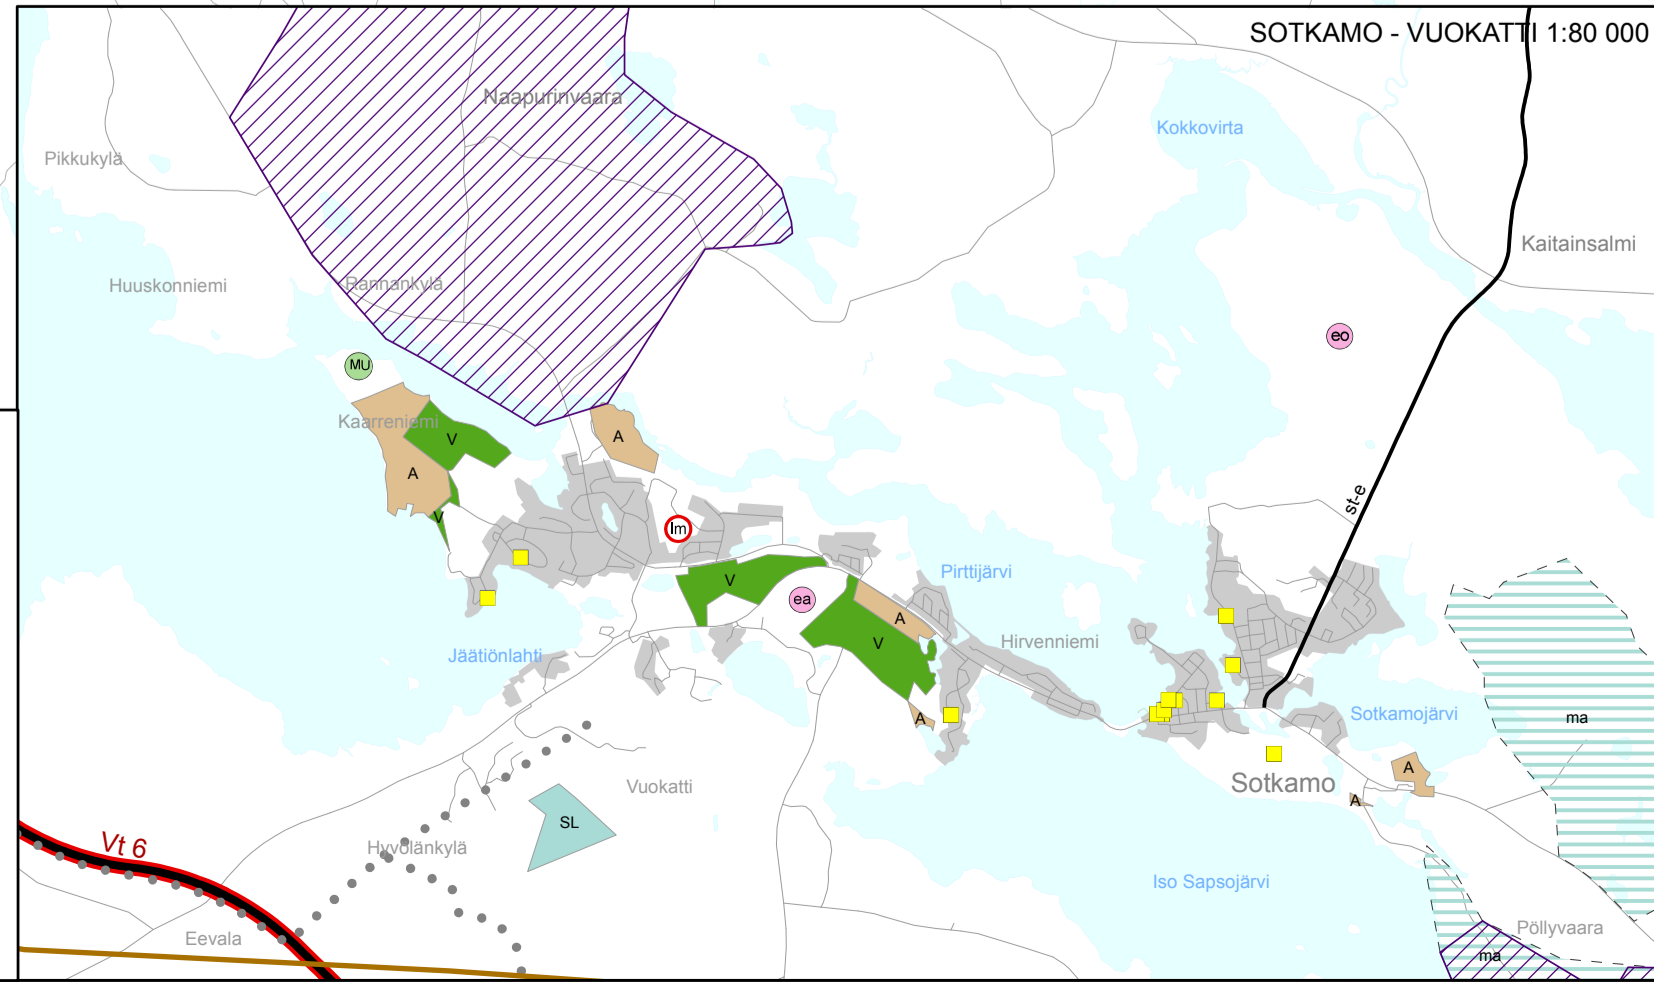 SOTKAMO - VUOKATTI 1:80 000
Naapurinvaara
Kokkovirta
Pikkukylä
Kaitainsalmi
Huuskonniemi
Rannankylä
eo
MU
Kaarreniemi
A
V
A
V
st-e
Im
Pirttijärvi
V
ea
A
V
Hirvenniemi
Jäätiönlahti
A
Sotkamojärvi
ma
Vuokatti
Sotkamo
A
A
SL
Vt 6
Hyvölänkylä
Iso Sapsojärvi
Eevala
Pöllyvaara
ma